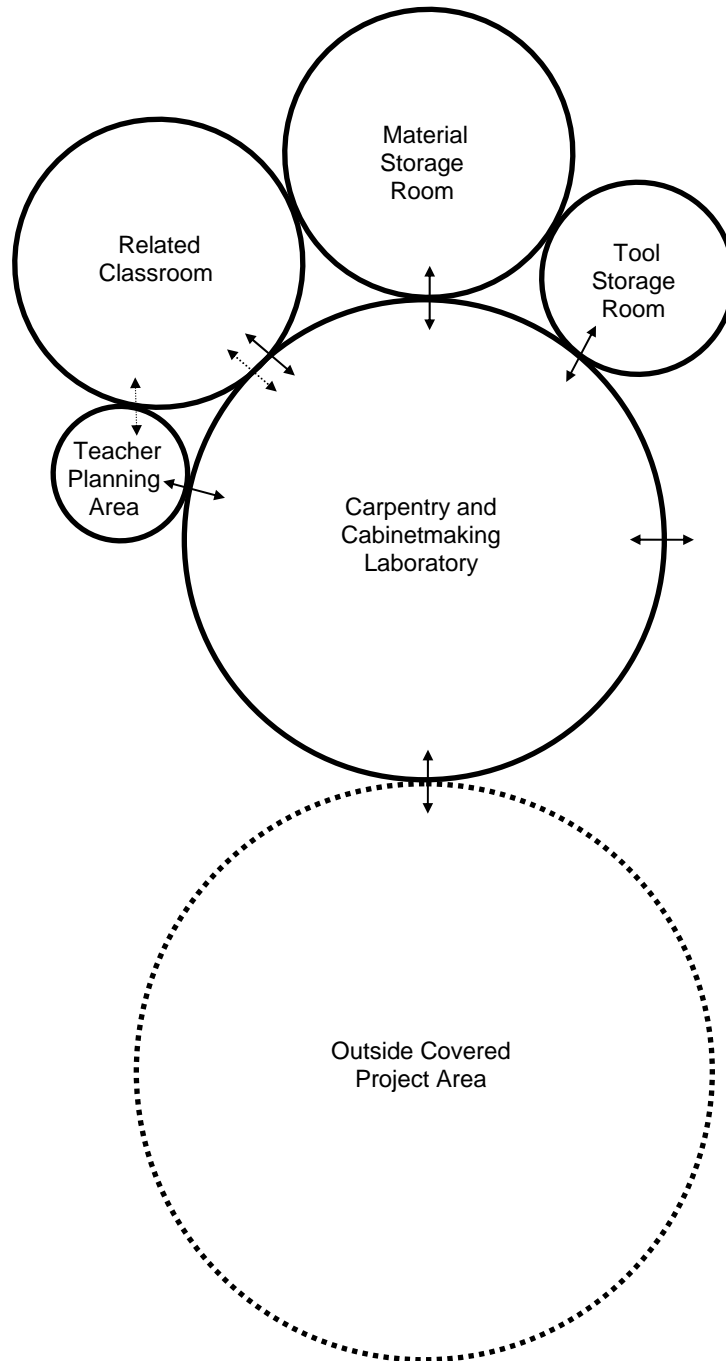 Material
Storage
Room
Related
Classroom
Tool
Storage
Room
Teacher
Planning
Area
Carpentry and
Cabinetmaking
Laboratory
Outside Covered
Project Area